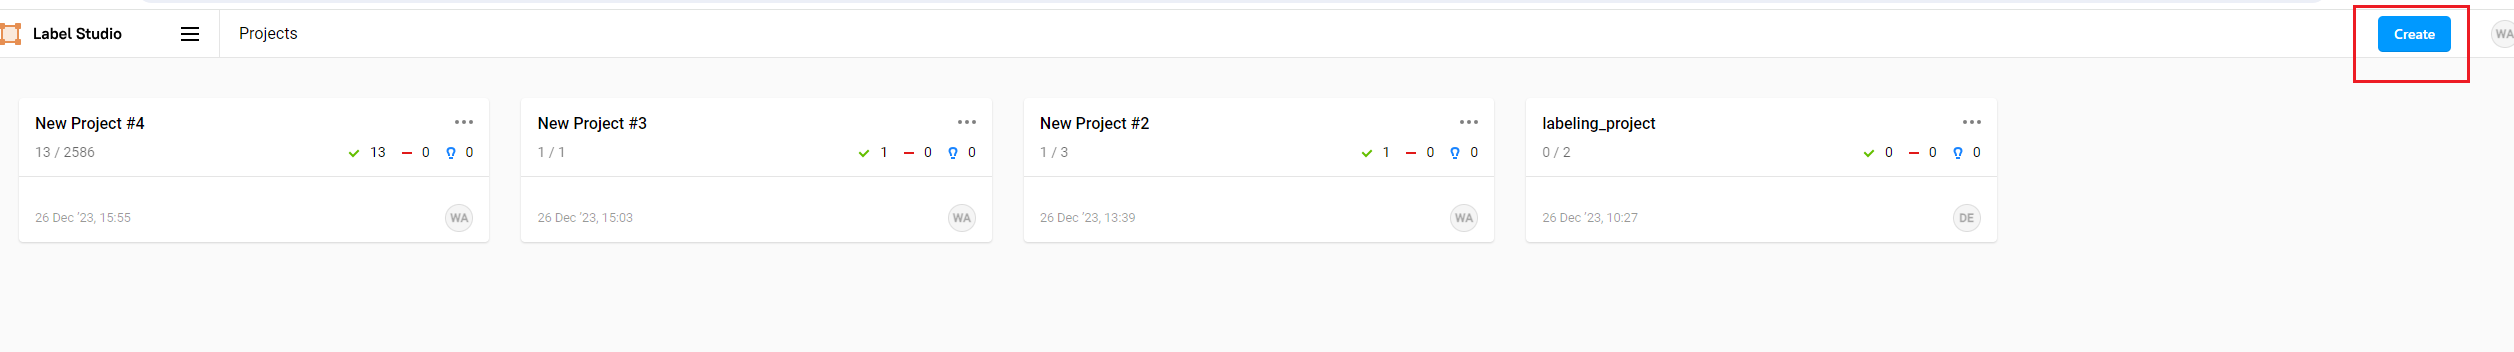 Label Studio Projects Create WA
New Project #4
13 / 2586 13 0 0
26 Dec '23, 15:55 WA
New Project #3
1 / 1 1 0 0
26 Dec '23, 15:03 WA
New Project #2
1 / 3 1 0 0
26 Dec '23, 13:39 WA
labeling_project
0 / 2 0 0 0
26 Dec '23, 10:27 DE